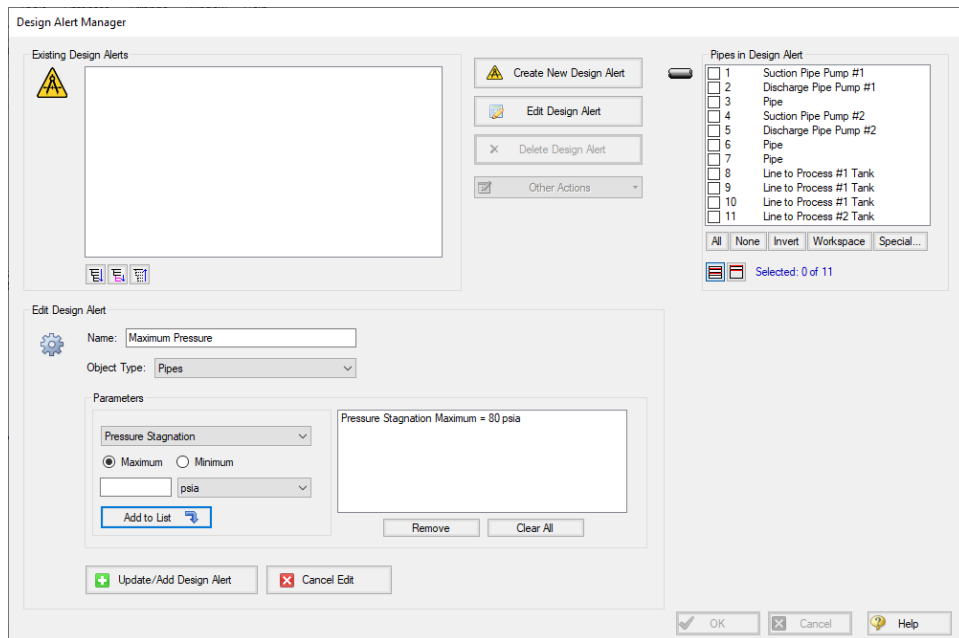 Design Alert Manager
Existing Design Alerts
Create New Design Alert
Edit Design Alert
Delete Design Alert
Other Actions
Pipes in Design Alert
1 Suction Pipe Pump #1
2 Discharge Pipe Pump #1
3 Pipe
4 Suction Pipe Pump #2
5 Discharge Pipe Pump #2
6 Pipe
7 Pipe
8 Line to Process #1 Tank
9 Line to Process #1 Tank
10 Line to Process #1 Tank
11 Line to Process #2 Tank
All None Invert Workspace Special...
Selected: 0 of 11
Edit Design Alert
Name: Maximum Pressure
Object Type: Pipes
Parameters
Pressure Stagnation
Maximum Minimum
psia
Add to List
Pressure Stagnation Maximum = 80 psia
Remove Clear All
Update/Add Design Alert Cancel Edit
OK Cancel Help